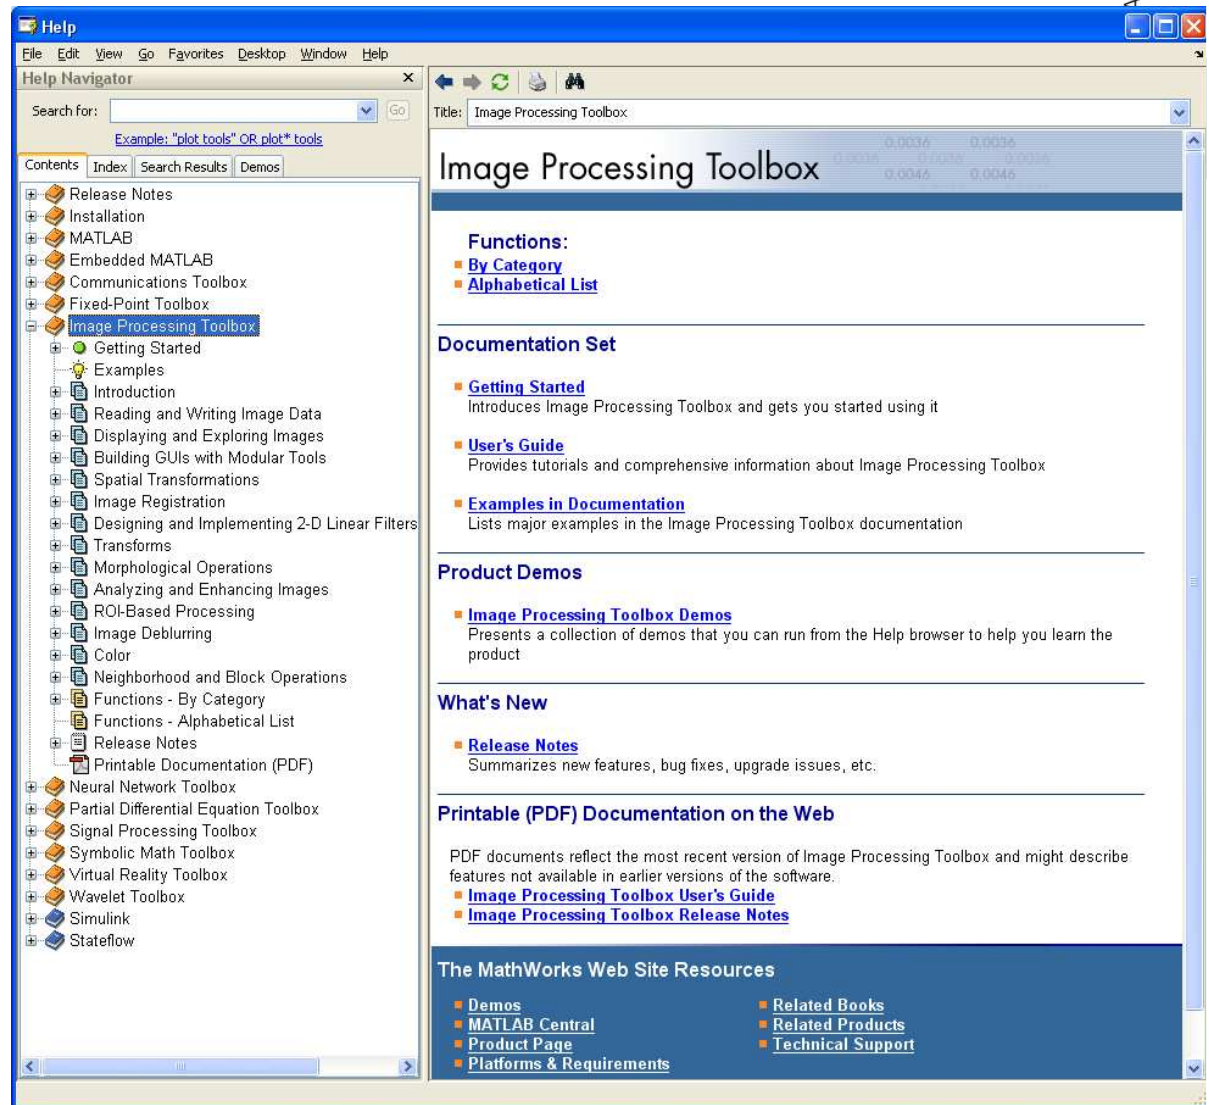 Help
File Edit View Go Favorites Desktop Window Help
Help Navigator
Search for: Go
Example: "plot tools" OR plot* tools
Contents Index Search Results Demos
Release Notes
Installation
MATLAB
Embedded MATLAB
Communications Toolbox
Fixed-Point Toolbox
Image Processing Toolbox
Getting Started
Examples
Introduction
Reading and Writing Image Data
Displaying and Exploring Images
Building GUIs with Modular Tools
Spatial Transformations
Image Registration
Designing and Implementing 2-D Linear Filters
Transforms
Morphological Operations
Analyzing and Enhancing Images
ROI-Based Processing
Image Deblurring
Color
Neighborhood and Block Operations
Functions - By Category
Functions - Alphabetical List
Release Notes
Printable Documentation (PDF)
Neural Network Toolbox
Partial Differential Equation Toolbox
Signal Processing Toolbox
Symbolic Math Toolbox
Virtual Reality Toolbox
Wavelet Toolbox
Simulink
Stateflow
Title: Image Processing Toolbox
Image Processing Toolbox
0.0036 0.0036
0.0046 0.0046
Functions:
By Category
Alphabetical List
Documentation Set
Getting Started
Introduces Image Processing Toolbox and gets you started using it
User's Guide
Provides tutorials and comprehensive information about Image Processing Toolbox
Examples in Documentation
Lists major examples in the Image Processing Toolbox documentation
Product Demos
Image Processing Toolbox Demos
Presents a collection of demos that you can run from the Help browser to help you learn the
product
What's New
Release Notes
Summarizes new features, bug fixes, upgrade issues, etc.
Printable (PDF) Documentation on the Web
PDF documents reflect the most recent version of Image Processing Toolbox and might describe
features not available in earlier versions of the software.
Image Processing Toolbox User's Guide
Image Processing Toolbox Release Notes
The MathWorks Web Site Resources
Demos
MATLAB Central
Product Page
Platforms & Requirements
Related Books
Related Products
Technical Support